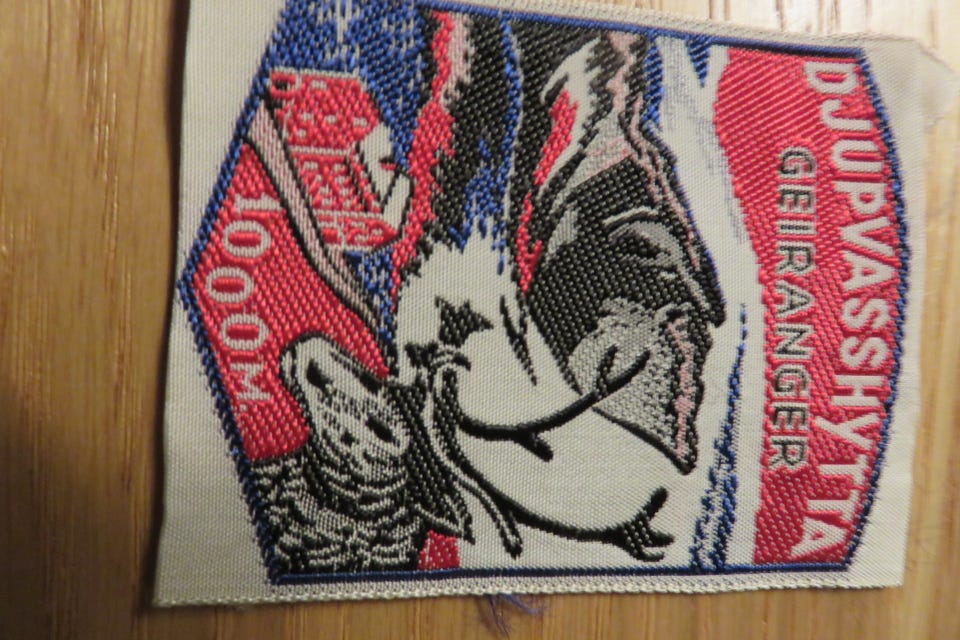 DJUPVASSHYTTA
GEIRANGER
1000M.